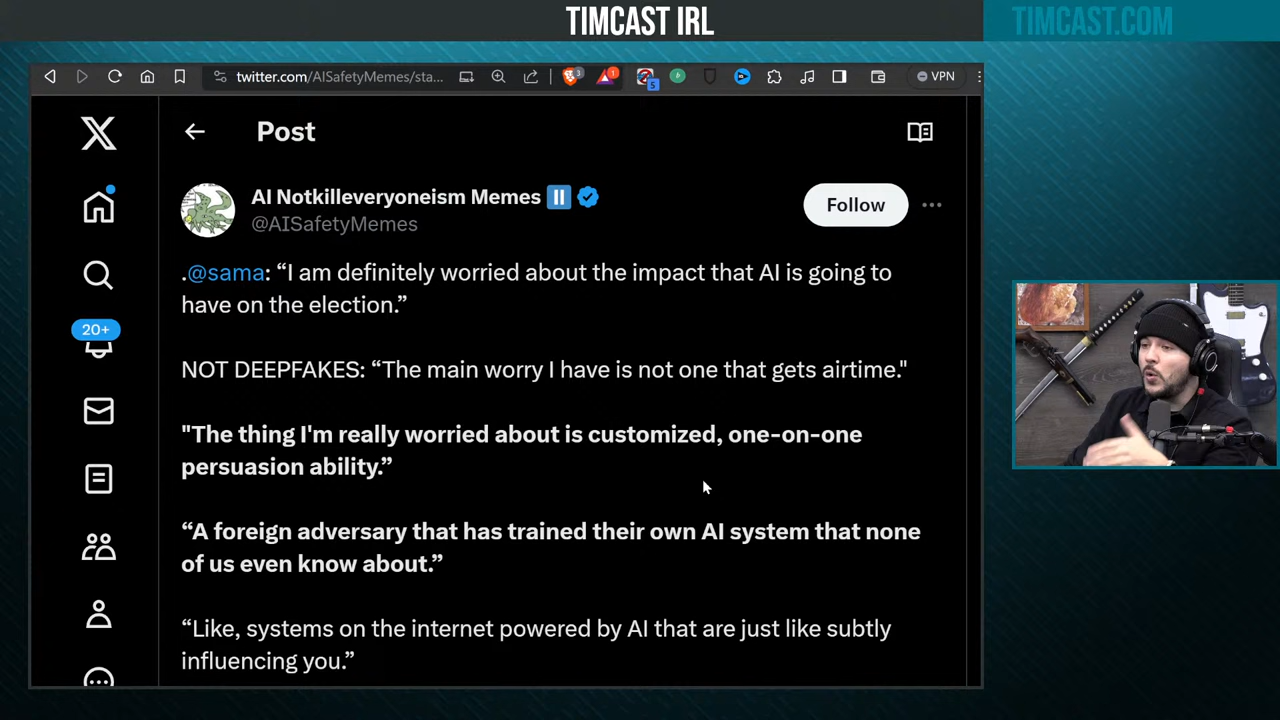 TIMCAST IRL
TIMCAST.COM
twitter.com/AISafetyMemes/sta...
3
1
5
VPN
Post
AI Notkilleveryoneism Memes ⏸️
@AISafetyMemes
Follow
.@sama: “I am definitely worried about the impact that AI is going to
have on the election.”
20+
NOT DEEPFAKES: “The main worry I have is not one that gets airtime."
"The thing I'm really worried about is customized, one-on-one
persuasion ability.”
“A foreign adversary that has trained their own AI system that none
of us even know about.”
“Like, systems on the internet powered by AI that are just like subtly
influencing you.”